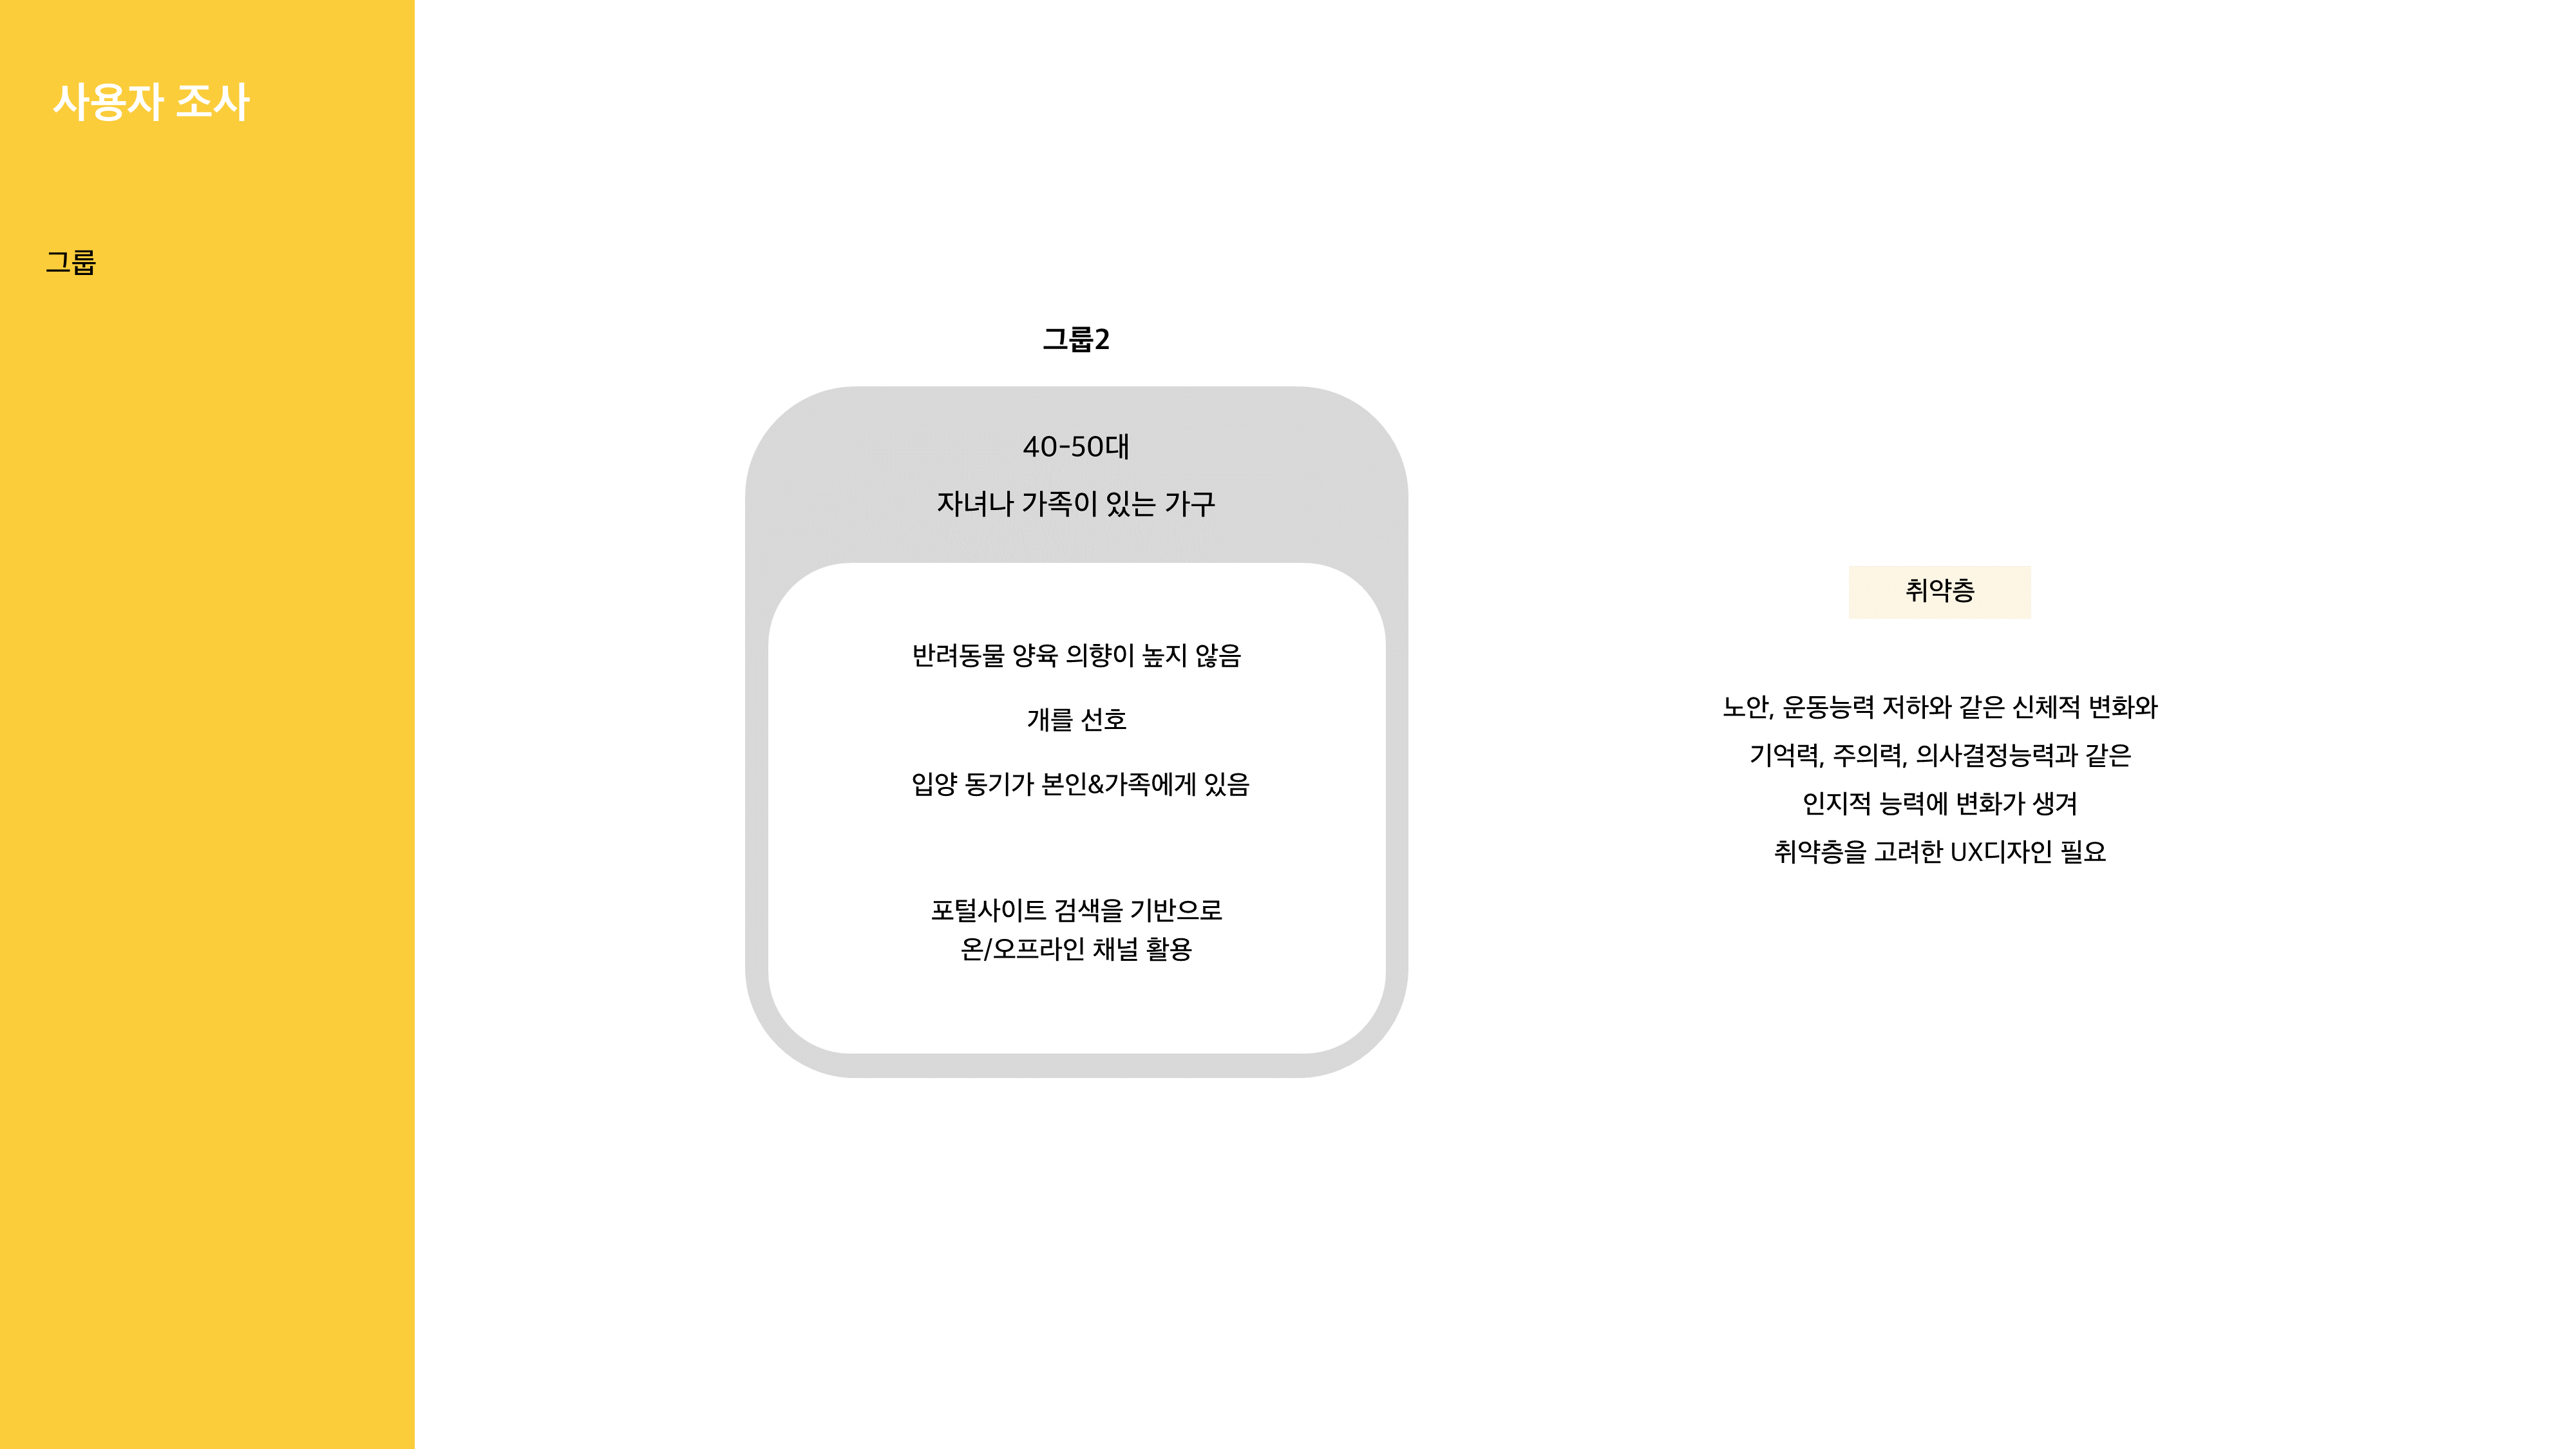 사용자 조사
그룹
그룹2
40-50대
자녀나 가족이 있는 가구
반려동물 양육 의향이 높지 않음
개를 선호
입양 동기가 본인&가족에게 있음
포털사이트 검색을 기반으로
온/오프라인 채널 활용
취약층
노안, 운동능력 저하와 같은 신체적 변화와
기억력, 주의력, 의사결정능력과 같은
인지적 능력에 변화가 생겨
취약층을 고려한 UX디자인 필요